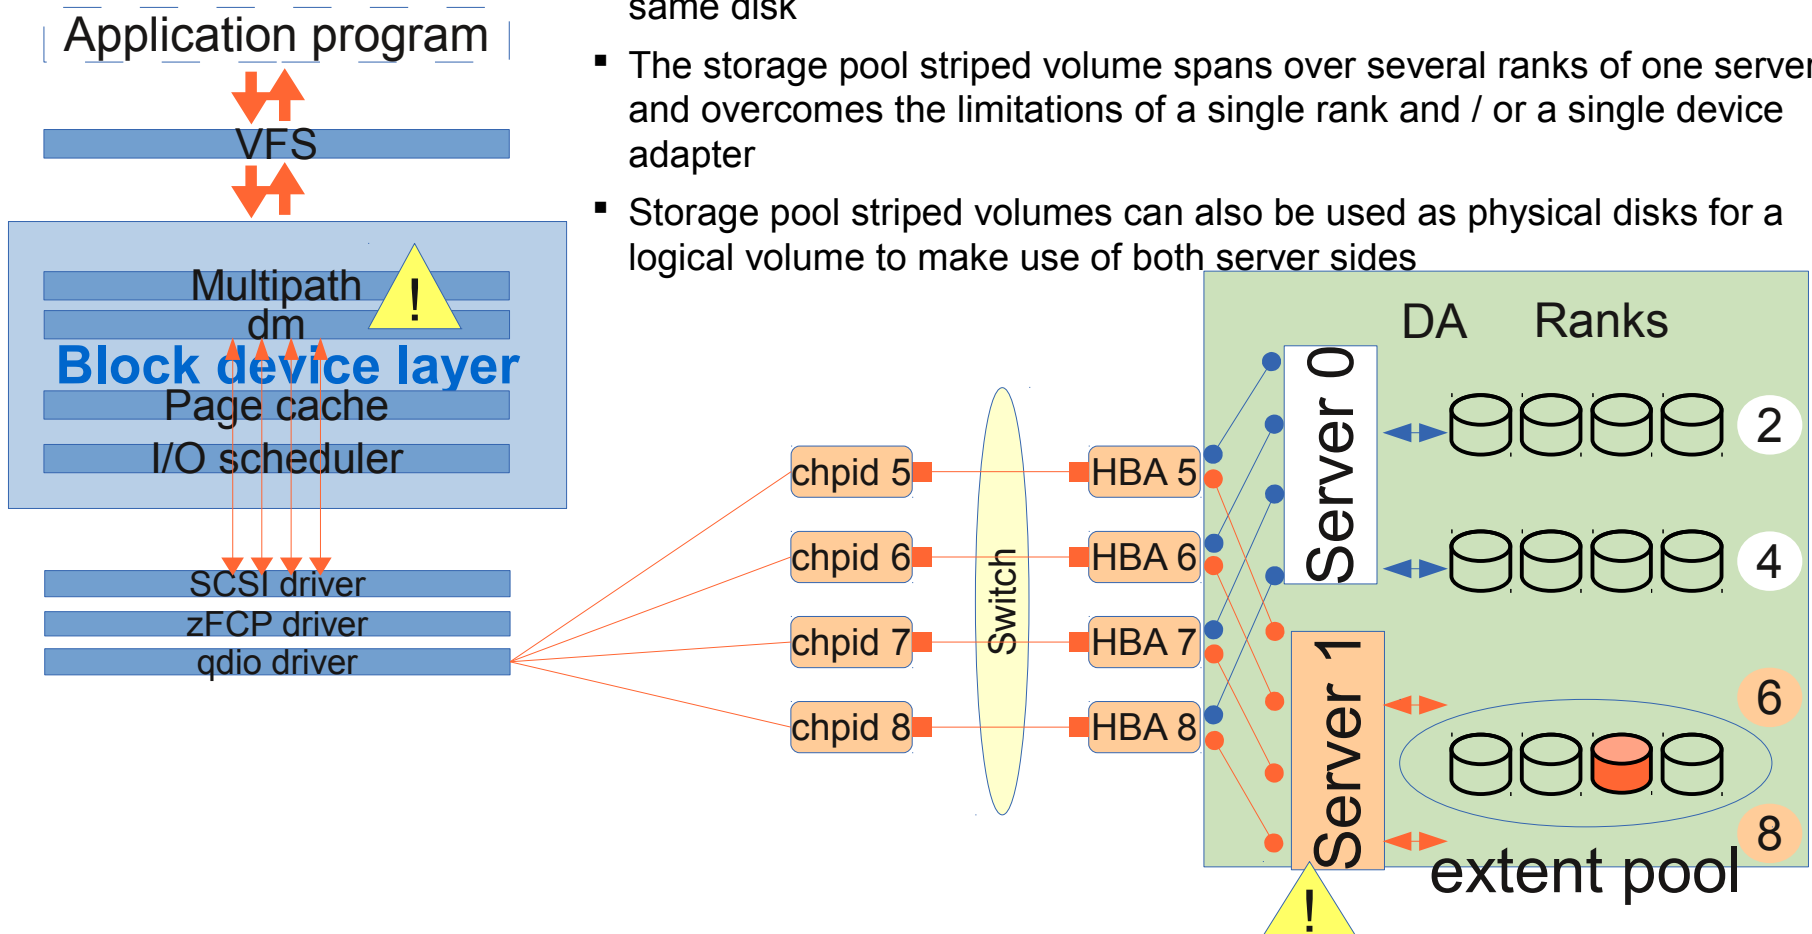 same disk
▪ The storage pool striped volume spans over several ranks of one server
and overcomes the limitations of a single rank and / or a single device
adapter
▪ Storage pool striped volumes can also be used as physical disks for a
logical volume to make use of both server sides
Application program
VFS
Multipath
!
dm
Block device layer
Page cache
I/O scheduler
SCSI driver
zFCP driver
qdio driver
chpid 5
chpid 6
chpid 7
chpid 8
Switch
HBA 5
HBA 6
HBA 7
HBA 8
DA Ranks
Server 0
Server 1
2
4
6
8
extent pool
!